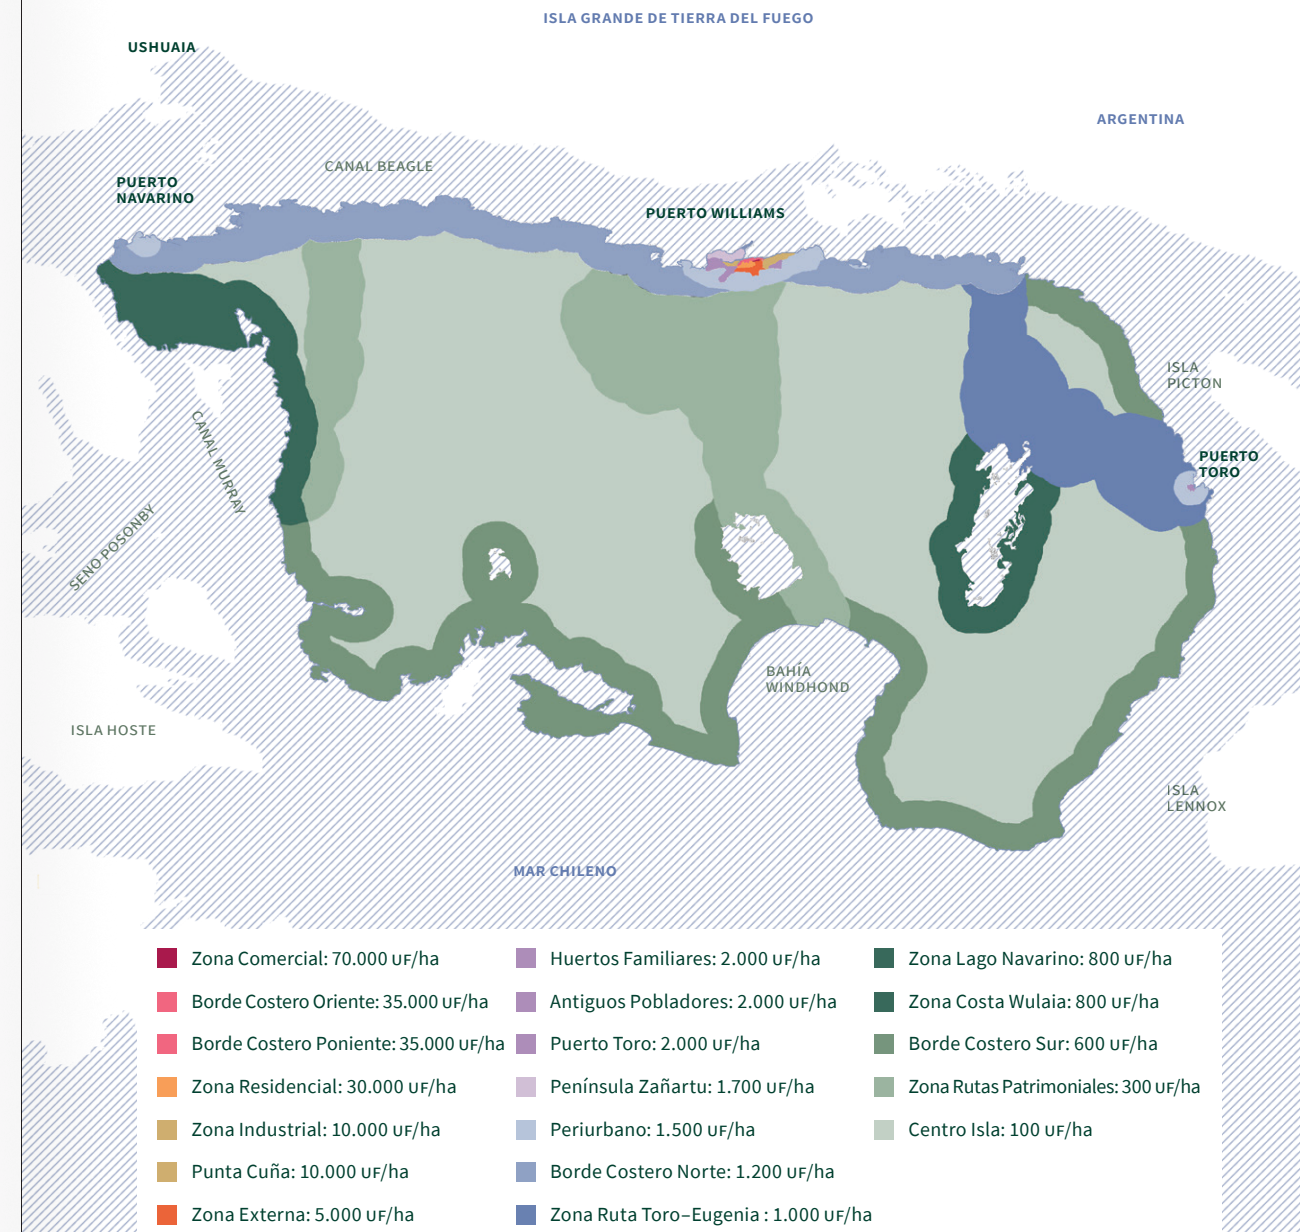 ISLA GRANDE DE TIERRA DEL FUEGO
USHUAIA
ARGENTINA
CANAL BEAGLE
PUERTO
NAVARINO
PUERTO WILLIAMS
ISLA
PICTON
CANAL MURRAY
PUERTO
TORO
SENO POSONBY
BAHÍA
WINDHOND
ISLA HOSTE
ISLA
LENNOX
MAR CHILENO
Zona Comercial: 70.000 UF/ha
Borde Costero Oriente: 35.000 UF/ha
Borde Costero Poniente: 35.000 UF/ha
Zona Residencial: 30.000 UF/ha
Zona Industrial: 10.000 UF/ha
Punta Cuña: 10.000 UF/ha
Zona Externa: 5.000 UF/ha
Huertos Familiares: 2.000 UF/ha
Antiguos Pobladores: 2.000 UF/ha
Puerto Toro: 2.000 UF/ha
Península Zañartu: 1.700 UF/ha
Periurbano: 1.500 UF/ha
Borde Costero Norte: 1.200 UF/ha
Zona Ruta Toro–Eugenia : 1.000 UF/ha
Zona Lago Navarino: 800 UF/ha
Zona Costa Wulaia: 800 UF/ha
Borde Costero Sur: 600 UF/ha
Zona Rutas Patrimoniales: 300 UF/ha
Centro Isla: 100 UF/ha